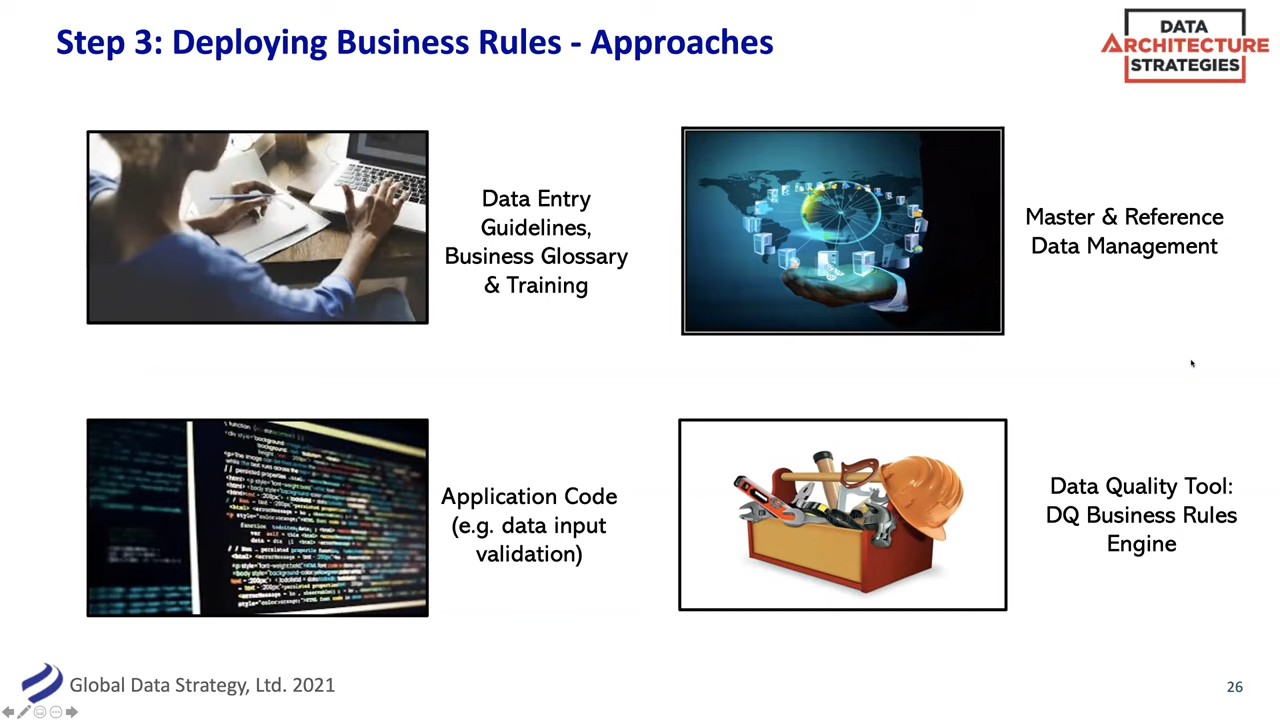 Step 3: Deploying Business Rules - Approaches
DATA
ARCHITECTURE
STRATEGIES
Data Entry
Guidelines,
Business Glossary
& Training
Master & Reference
Data Management
Application Code
(e.g. data input
validation)
Data Quality Tool:
DQ Business Rules
Engine
Global Data Strategy, Ltd. 2021
26